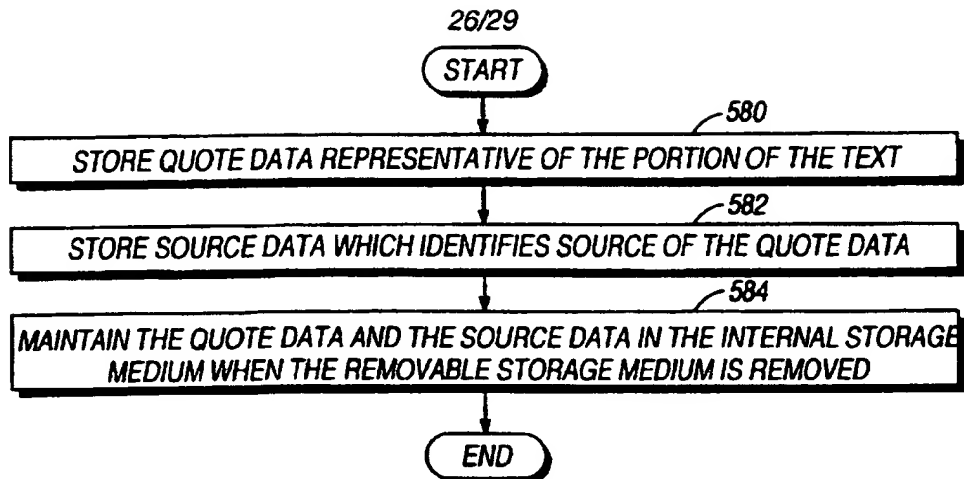 26/29
START
580
STORE QUOTE DATA REPRESENTATIVE OF THE PORTION OF THE TEXT
582
STORE SOURCE DATA WHICH IDENTIFIES SOURCE OF THE QUOTE DATA
584
MAINTAIN THE QUOTE DATA AND THE SOURCE DATA IN THE INTERNAL STORAGE
MEDIUM WHEN THE REMOVABLE STORAGE MEDIUM IS REMOVED
END